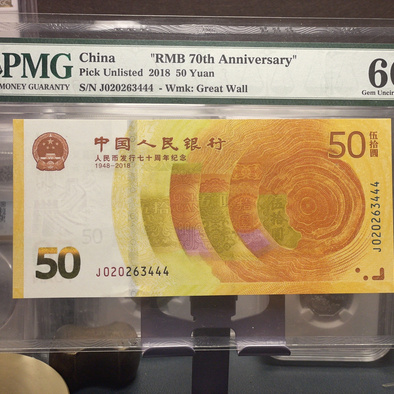 PMG
MONEY GUARANTY
China "RMB 70th Anniversary"
Pick Unlisted 2018 50 Yuan
S/N J020263444 - Wmk: Great Wall
Gem Uncirc
中国人民银行
人民币发行七十周年纪念
1948-2018
50
伍拾圆
50
J020263444
J020263444